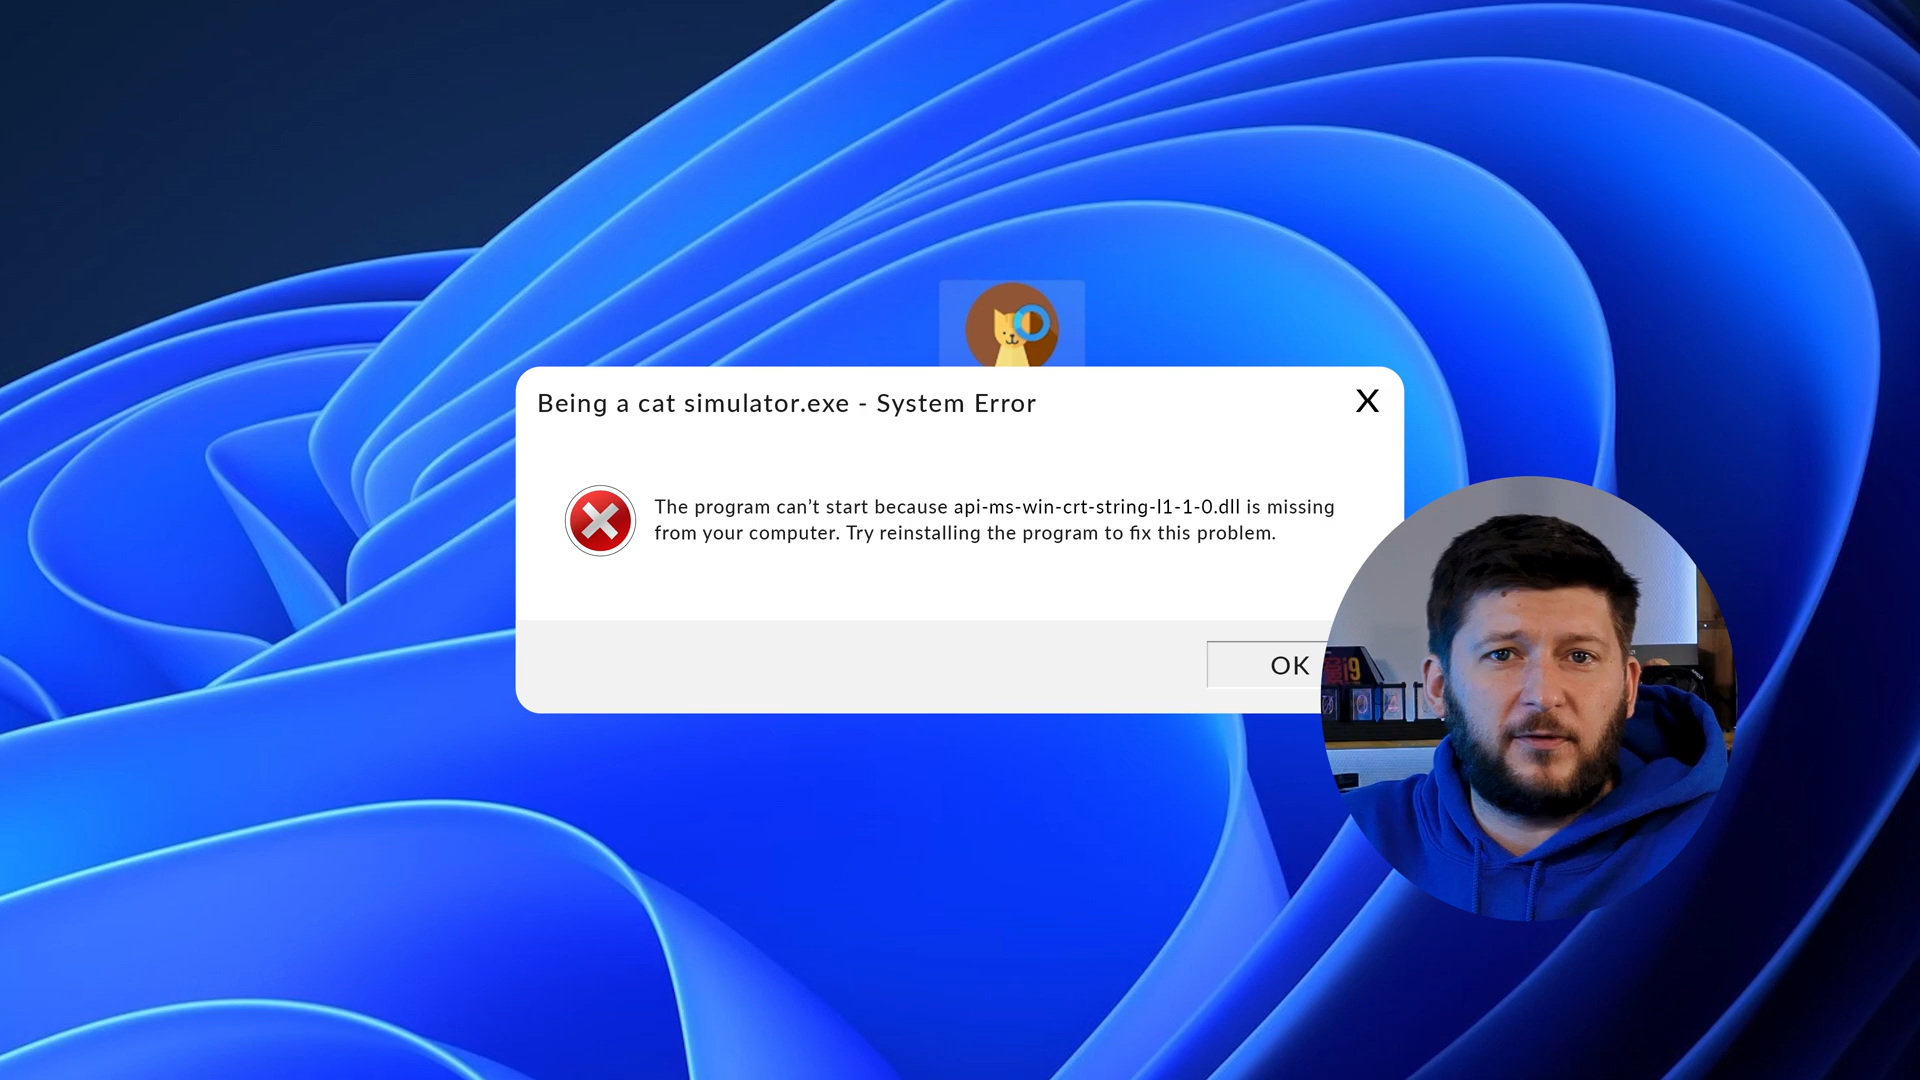 Being a cat simulator.exe - System Error
X
The program can’t start because api-ms-win-crt-string-l1-1-0.dll is missing
from your computer. Try reinstalling the program to fix this problem.
OK
i9